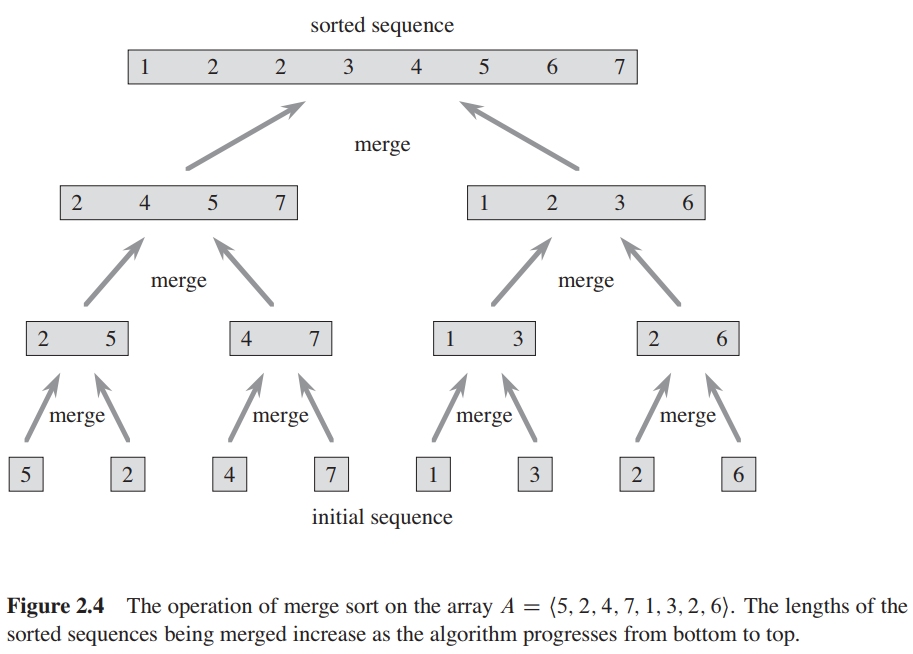 sorted sequence
1 2 2 3 4 5 6 7
merge
2 4 5 7 1 2 3 6
merge merge
2 5 4 7 1 3 2 6
merge merge merge merge
5 2 4 7 1 3 2 6
initial sequence
Figure 2.4 The operation of merge sort on the array A = ⟨5, 2, 4, 7, 1, 3, 2, 6⟩. The lengths of the
sorted sequences being merged increase as the algorithm progresses from bottom to top.